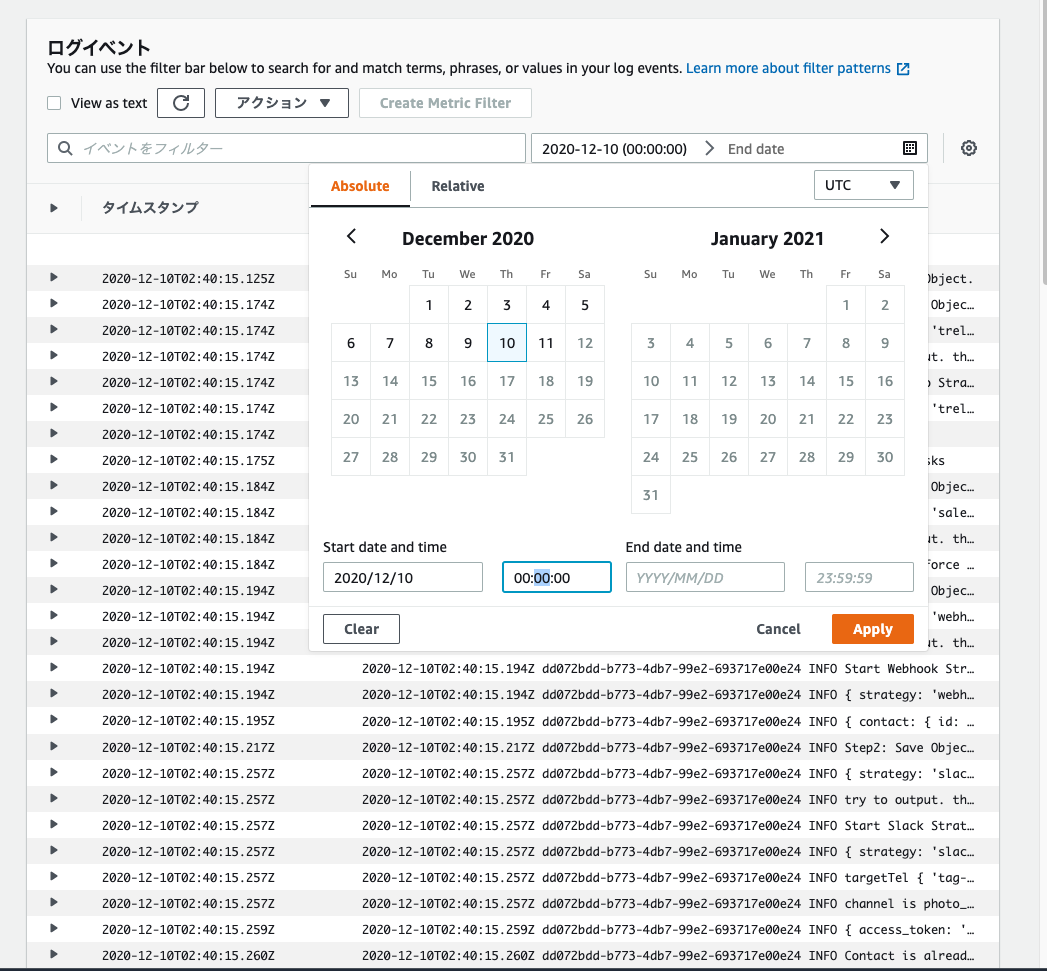 ログイベント
You can use the filter bar below to search for and match terms, phrases, or values in your log events. Learn more about filter patterns
View as text アクション Create Metric Filter
イベントをフィルター 2020-12-10 (00:00:00) End date
Absolute Relative UTC
タイムスタンプ
December 2020 January 2021
Su Mo Tu We Th Fr Sa Su Mo Tu We Th Fr Sa
2020-12-10T02:40:15.125Z bject.
1 2 3 4 5 1 2
2020-12-10T02:40:15.174Z Objec…
2020-12-10T02:40:15.174Z 'trel…
6 7 8 9 10 11 12 3 4 5 6 7 8 9
2020-12-10T02:40:15.174Z t. th…
2020-12-10T02:40:15.174Z Stra…
13 14 15 16 17 18 19 10 11 12 13 14 15 16
2020-12-10T02:40:15.174Z 'trel…
20 21 22 23 24 25 26 17 18 19 20 21 22 23
2020-12-10T02:40:15.174Z
27 28 29 30 31 24 25 26 27 28 29 30
2020-12-10T02:40:15.175Z sks
2020-12-10T02:40:15.184Z Objec…
31
2020-12-10T02:40:15.184Z 'sale…
2020-12-10T02:40:15.184Z t. th…
Start date and time End date and time
2020-12-10T02:40:15.184Z orce …
2020/12/10 00:00:00 YYYY/MM/DD 23:59:59
2020-12-10T02:40:15.194Z Objec…
2020-12-10T02:40:15.194Z 'webh…
Clear Cancel Apply
2020-12-10T02:40:15.194Z t. th…
2020-12-10T02:40:15.194Z 2020-12-10T02:40:15.194Z dd072bdd-b773-4db7-99e2-693717e00e24 INFO Start Webhook Str…
2020-12-10T02:40:15.194Z 2020-12-10T02:40:15.194Z dd072bdd-b773-4db7-99e2-693717e00e24 INFO { strategy: 'webh…
2020-12-10T02:40:15.195Z 2020-12-10T02:40:15.195Z dd072bdd-b773-4db7-99e2-693717e00e24 INFO { contact: { id: …
2020-12-10T02:40:15.217Z 2020-12-10T02:40:15.217Z dd072bdd-b773-4db7-99e2-693717e00e24 INFO Step2: Save Objec…
2020-12-10T02:40:15.257Z 2020-12-10T02:40:15.257Z dd072bdd-b773-4db7-99e2-693717e00e24 INFO { strategy: 'slac…
2020-12-10T02:40:15.257Z 2020-12-10T02:40:15.257Z dd072bdd-b773-4db7-99e2-693717e00e24 INFO try to output. th…
2020-12-10T02:40:15.257Z 2020-12-10T02:40:15.257Z dd072bdd-b773-4db7-99e2-693717e00e24 INFO Start Slack Strat…
2020-12-10T02:40:15.257Z 2020-12-10T02:40:15.257Z dd072bdd-b773-4db7-99e2-693717e00e24 INFO { strategy: 'slac…
2020-12-10T02:40:15.257Z 2020-12-10T02:40:15.257Z dd072bdd-b773-4db7-99e2-693717e00e24 INFO targetTel { 'tag-…
2020-12-10T02:40:15.257Z 2020-12-10T02:40:15.257Z dd072bdd-b773-4db7-99e2-693717e00e24 INFO channel is photo_…
2020-12-10T02:40:15.259Z 2020-12-10T02:40:15.259Z dd072bdd-b773-4db7-99e2-693717e00e24 INFO { access_token: '…
2020-12-10T02:40:15.260Z 2020-12-10T02:40:15.260Z dd072bdd-b773-4db7-99e2-693717e00e24 INFO Contact is alread…